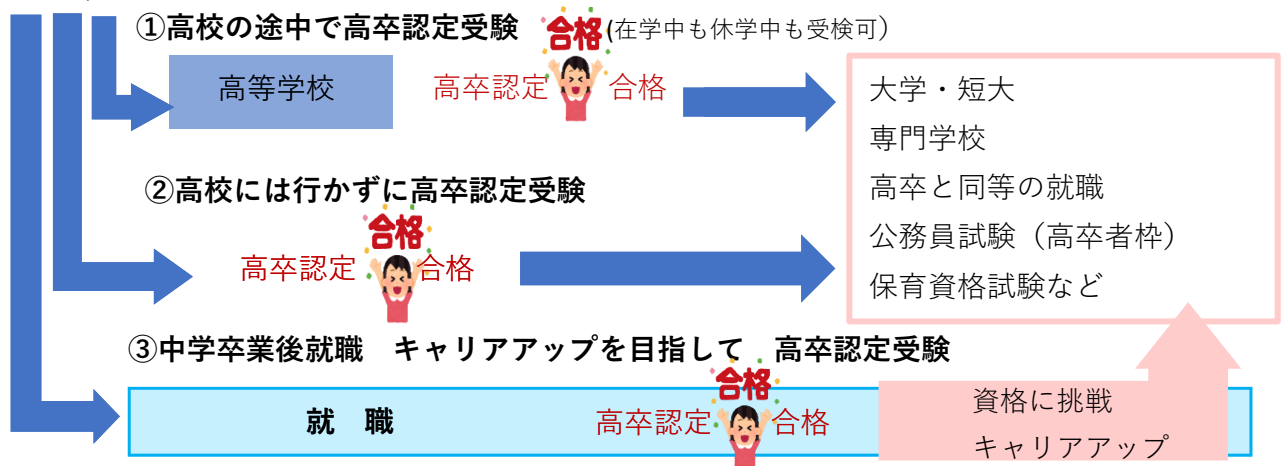 ①高校の途中で高卒認定受験 合格(在学中も休学中も受検可)
高等学校 高卒認定 合格
大学・短大
専門学校
高卒と同等の就職
公務員試験（高卒者枠）
保育資格試験など
②高校には行かずに高卒認定受験
合格
高卒認定 合格
③中学卒業後就職　キャリアアップを目指して　高卒認定受験
合格
就　職 高卒認定 合格
資格に挑戦
キャリアアップ